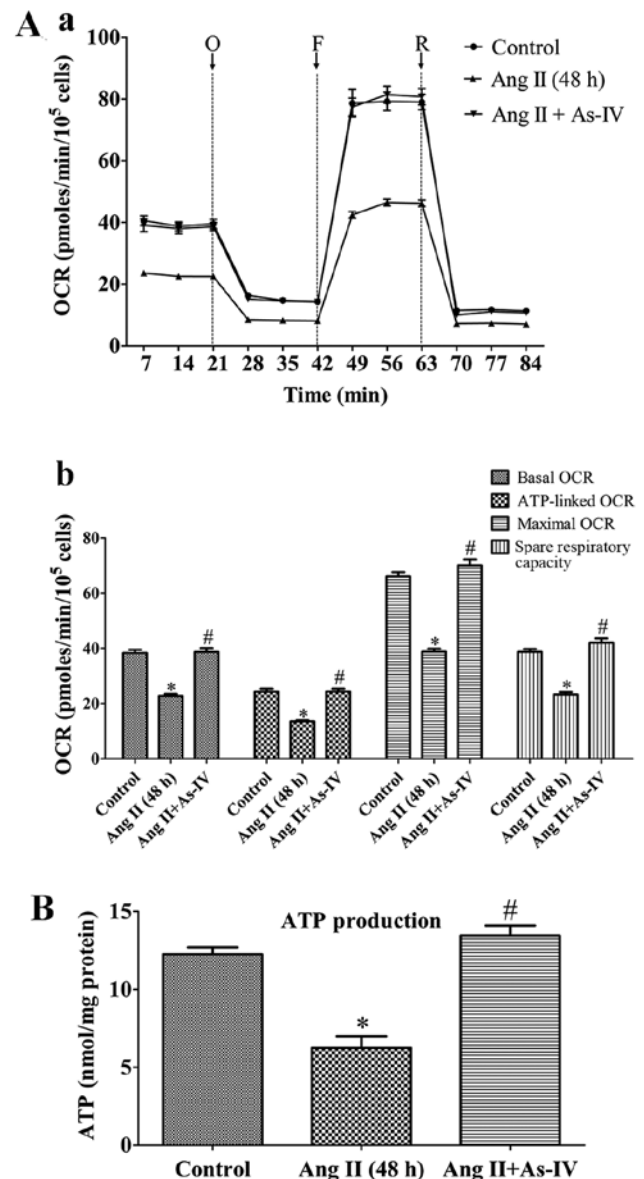 A a
O F R
Control
Ang II (48 h)
Ang II + As-IV
100
80
60
40
20
0
OCR (pmoles/min/10⁵ cells)
7 14 21 28 35 42 49 56 63 70 77 84
Time (min)
b
Basal OCR
ATP-linked OCR
Maximal OCR
Spare respiratory
capacity
80
60
40
20
0
OCR (pmoles/min/10⁵ cells)
* # * # * # * #
Control Ang II (48 h) Ang II+As-IV Control Ang II (48 h) Ang II+As-IV Control Ang II (48 h) Ang II+As-IV Control Ang II (48 h) Ang II+As-IV
B
ATP production
15
10
5
0
ATP (nmol/mg protein)
* #
Control Ang II (48 h) Ang II+As-IV